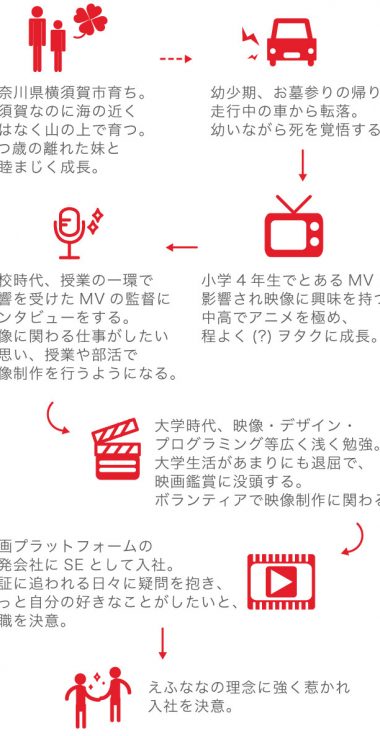 奈川県横須賀市育ち。
須賀なのに海の近く
はなく山の上で育つ。
つ歳の離れた妹と
睦まじく成長。
幼少期、お墓参りの帰り
走行中の車から転落。
幼いながら死を覚悟する
小学4年生でとあるMV
影響され映像に興味を持つ
中高でアニメを極め、
程よく(?)ヲタクに成長。
校時代、授業の一環で
響を受けたMVの監督に
ンタビューをする。
像に関わる仕事がしたい
思い、授業や部活で
像制作を行うようになる。
大学時代、映像・デザイン・
プログラミング等広く浅く勉強。
大学生活があまりにも退屈で、
映画鑑賞に没頭する。
ボランティアで映像制作に関わる
画プラットフォームの
発会社にSEとして入社。
証に追われる日々に疑問を抱き、
っと自分の好きなことがしたいと、
職を決意。
えふななの理念に強く惹かれ
入社を決意。